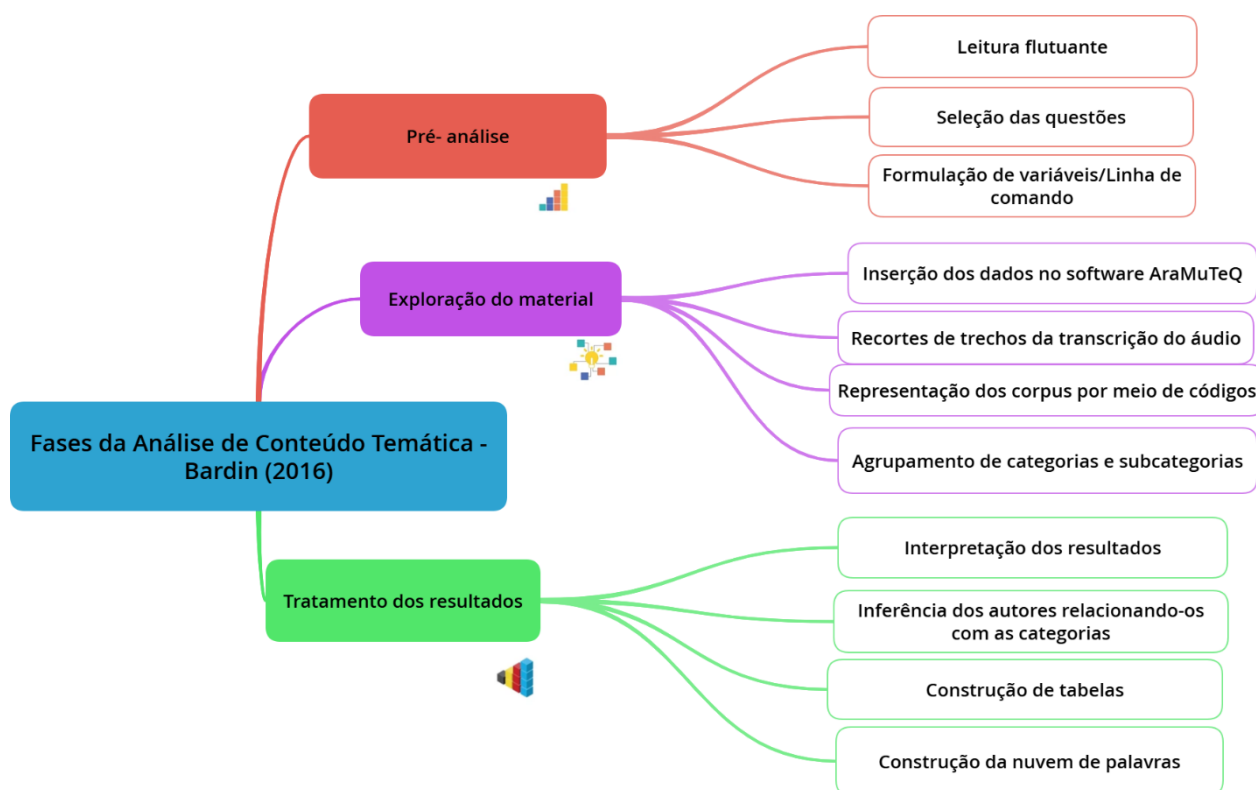 Fases da Análise de Conteúdo Temática -
Bardin (2016)
Pré- análise
Leitura flutuante
Seleção das questões
Formulação de variáveis/Linha de
comando
Exploração do material
Inserção dos dados no software AraMuTeQ
Recortes de trechos da transcrição do áudio
Representação dos corpus por meio de códigos
Agrupamento de categorias e subcategorias
Tratamento dos resultados
Interpretação dos resultados
Inferência dos autores relacionando-os
com as categorias
Construção de tabelas
Construção da nuvem de palavras